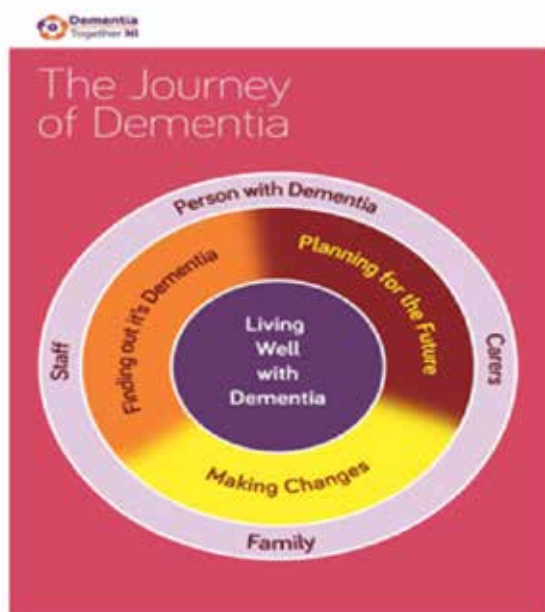 Dementia
Together NI
The Journey
of Dementia
Person with Dementia
Planning for the Future
Finding out it's Dementia
Staff
Living
Well
with
Dementia
Carers
Making Changes
Family